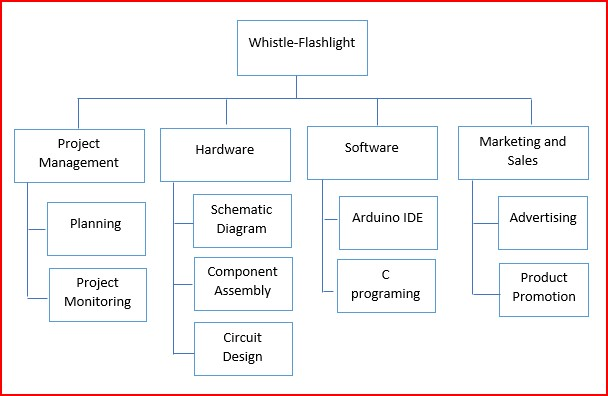 Whistle-Flashlight
Project
Management
Hardware
Software
Marketing and
Sales
Planning
Project
Monitoring
Schematic
Diagram
Component
Assembly
Circuit
Design
Arduino IDE
C
programing
Advertising
Product
Promotion